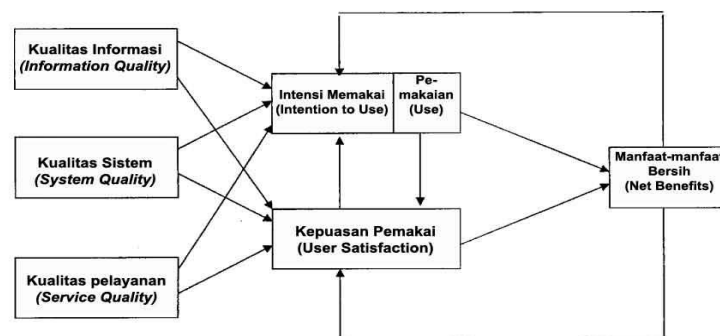 Kualitas Informasi
(Information Quality)
Kualitas Sistem
(System Quality)
Kualitas pelayanan
(Service Quality)
Intensi Memakai
(Intention to Use)
Pe-
makaian
(Use)
Kepuasan Pemakai
(User Satisfaction)
Manfaat-manfaat
Bersih
(Net Benefits)